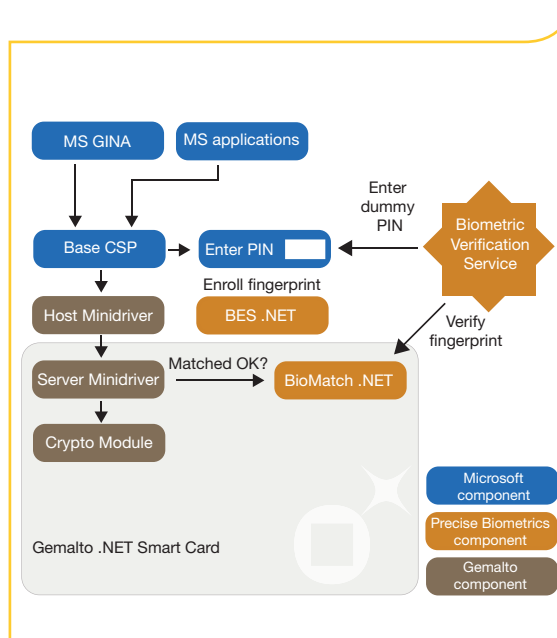 MS GINA
MS applications
Enter
dummy
PIN
Biometric
Verification
Service
Base CSP
Enter PIN
Enroll fingerprint
Host Minidriver
BES .NET
Verify
fingerprint
Matched OK?
Server Minidriver
BioMatch .NET
Crypto Module
Microsoft
component
Precise Biometrics
component
Gemalto
component
Gemalto .NET Smart Card